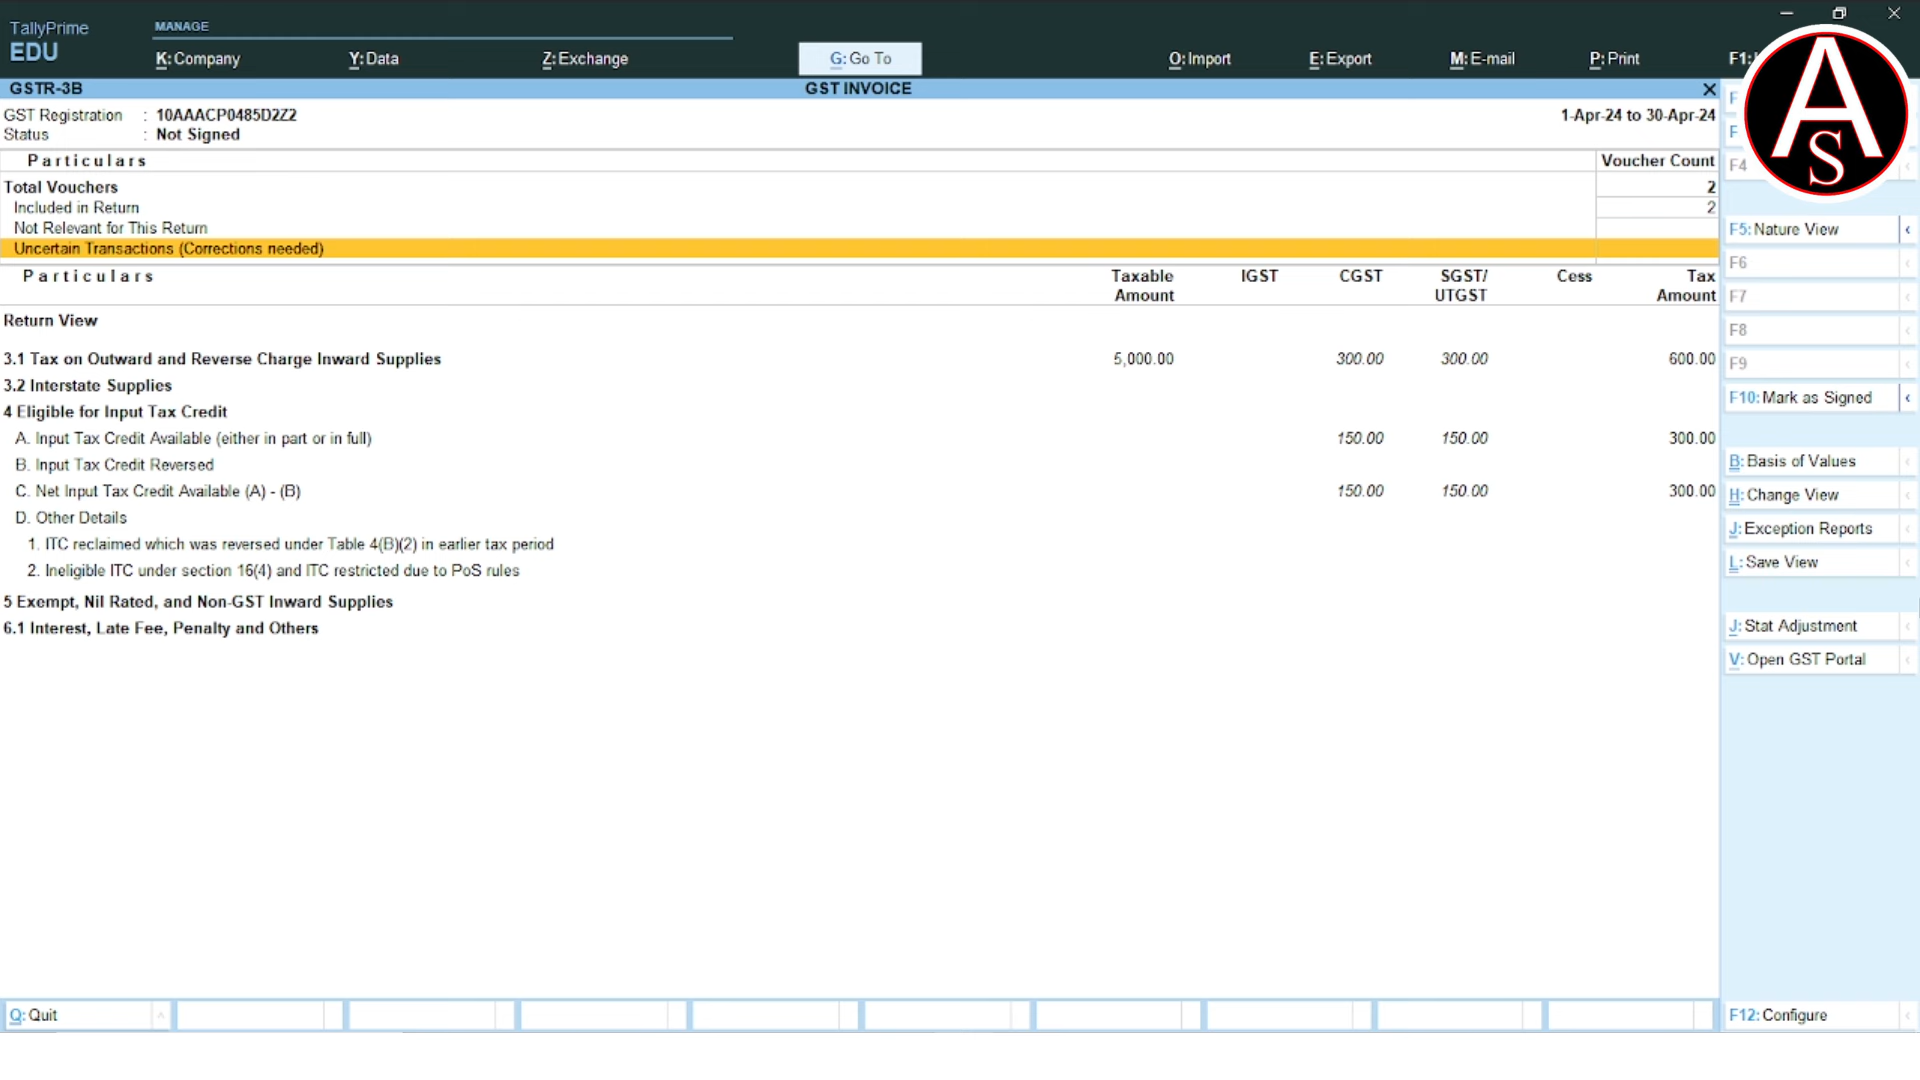 TallyPrime
EDU
MANAGE
K: Company
Y: Data
Z: Exchange
G: Go To
O: Import
E: Export
M: E-mail
P: Print
F1:
GSTR-3B
GST INVOICE
GST Registration : 10AAACP0485D2Z2
1-Apr-24 to 30-Apr-24
Status : Not Signed
Particulars Voucher Count
Total Vouchers 2
Included in Return 2
Not Relevant for This Return
Uncertain Transactions (Corrections needed)
Particulars Taxable Amount IGST CGST SGST/ UTGST Cess Tax Amount
Return View
3.1 Tax on Outward and Reverse Charge Inward Supplies 5,000.00 300.00 300.00 600.00
3.2 Interstate Supplies
4 Eligible for Input Tax Credit
A. Input Tax Credit Available (either in part or in full) 150.00 150.00 300.00
B. Input Tax Credit Reversed
C. Net Input Tax Credit Available (A) - (B) 150.00 150.00 300.00
D. Other Details
1. ITC reclaimed which was reversed under Table 4(B)(2) in earlier tax period
2. Ineligible ITC under section 16(4) and ITC restricted due to PoS rules
5 Exempt, Nil Rated, and Non-GST Inward Supplies
6.1 Interest, Late Fee, Penalty and Others
Q: Quit
A
S
F
F
F4
F5: Nature View
F6
F7
F8
F9
F10: Mark as Signed
B: Basis of Values
H: Change View
J: Exception Reports
L: Save View
J: Stat Adjustment
V: Open GST Portal
F12: Configure